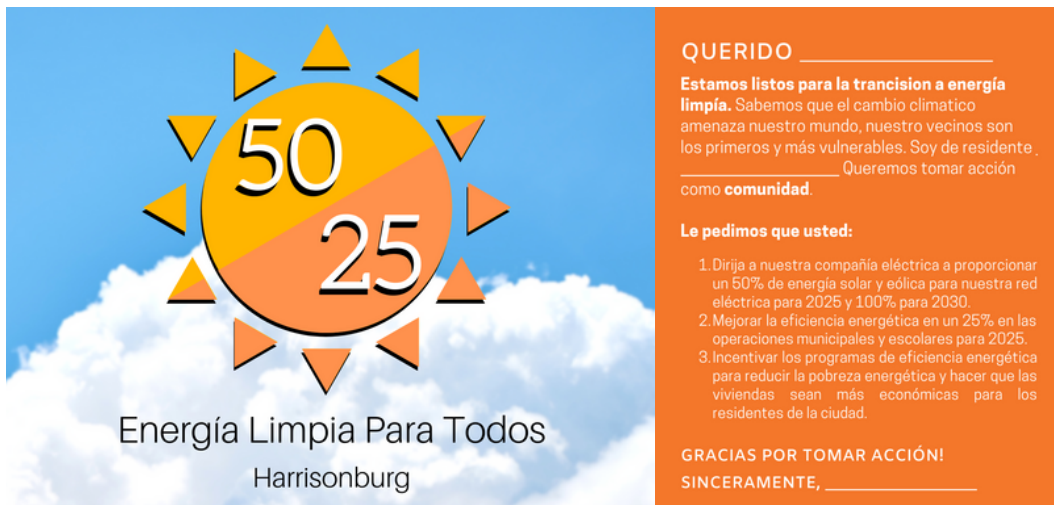 50
25
Energía Limpia Para Todos
Harrisonburg
QUERIDO ____________________
Estamos listos para la trancision a energía
limpía. Sabemos que el cambio climatico
amenaza nuestro mundo, nuestro vecinos son
los primeros y más vulnerables. Soy de residente .
____________________ Queremos tomar acción
como comunidad.
Le pedimos que usted:
1. Dirija a nuestra compañía eléctrica a proporcionar
un 50% de energía solar y eólica para nuestra red
eléctrica para 2025 y 100% para 2030.
2. Mejorar la eficiencia energética en un 25% en las
operaciones municipales y escolares para 2025.
3. Incentivar los programas de eficiencia energética
para reducir la pobreza energética y hacer que las
viviendas sean más económicas para los
residentes de la ciudad.
GRACIAS POR TOMAR ACCIÓN!
SINCERAMENTE, ________________